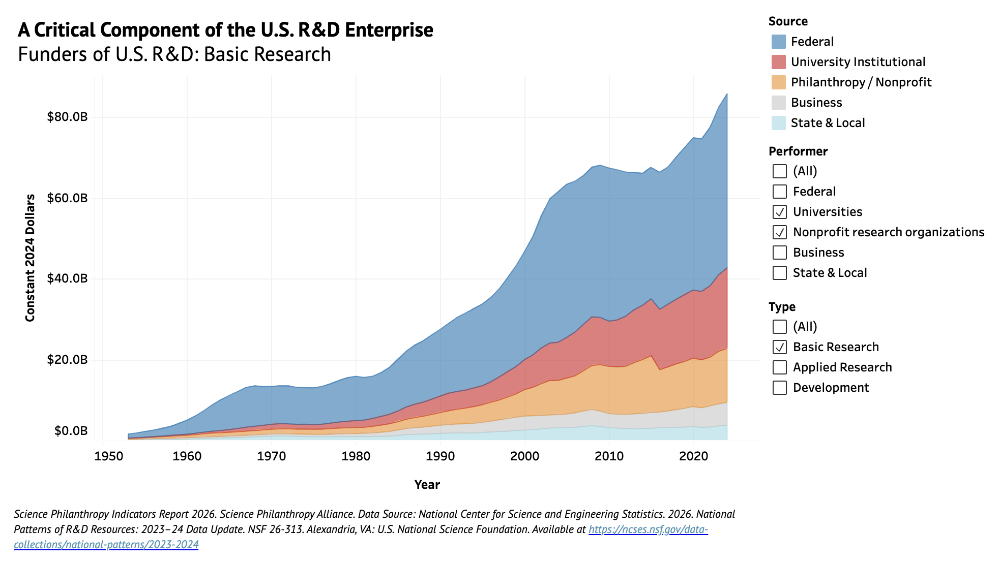 A Critical Component of the U.S. R&D Enterprise
Funders of U.S. R&D: Basic Research
Source
Federal
University Institutional
Philanthropy / Nonprofit
Business
State & Local
Performer
(All)
Federal
Universities
Nonprofit research organizations
Business
State & Local
Type
(All)
Basic Research
Applied Research
Development
Constant 2024 Dollars
$80.0B
$60.0B
$40.0B
$20.0B
$0.0B
1950 1960 1970 1980 1990 2000 2010 2020
Year
Science Philanthropy Indicators Report 2026. Science Philanthropy Alliance. Data Source: National Center for Science and Engineering Statistics. 2026. National
Patterns of R&D Resources: 2023–24 Data Update. NSF 26-313. Alexandria, VA: U.S. National Science Foundation. Available at https://ncses.nsf.gov/data-
collections/national-patterns/2023-2024